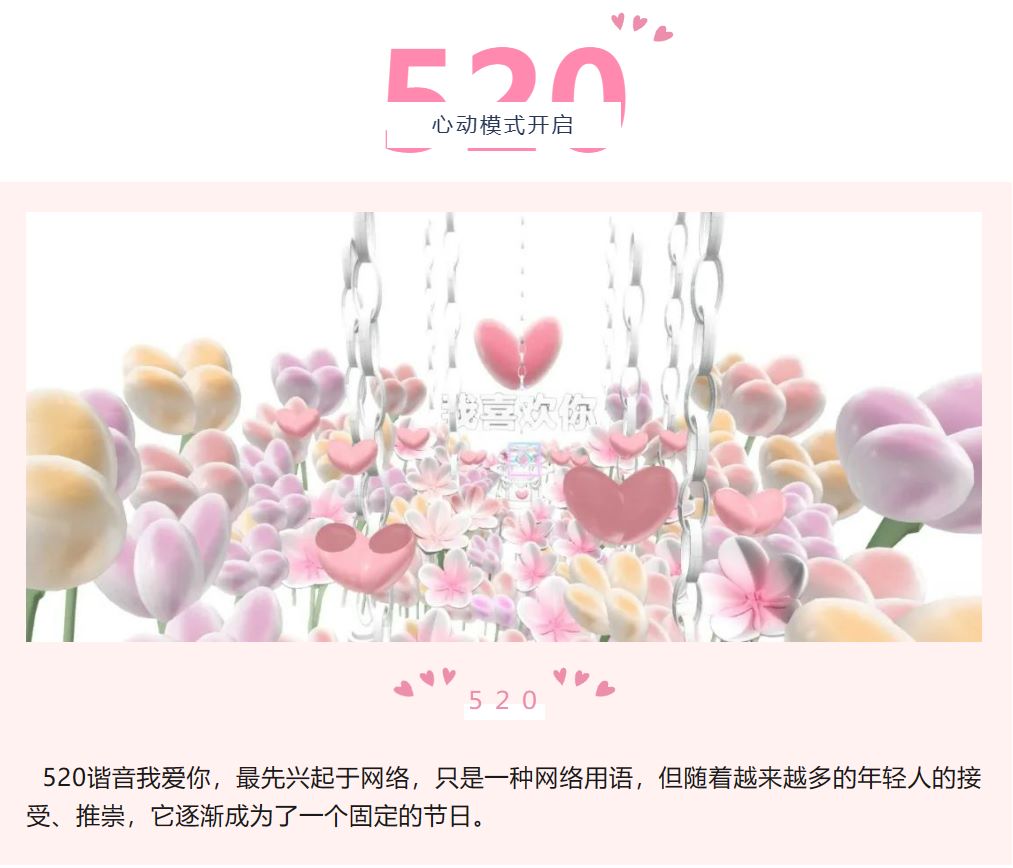 520
心动模式开启
我喜欢你
520
520谐音我爱你，最先兴起于网络，只是一种网络用语，但随着越来越多的年轻人的接
受、推崇，它逐渐成为了一个固定的节日。